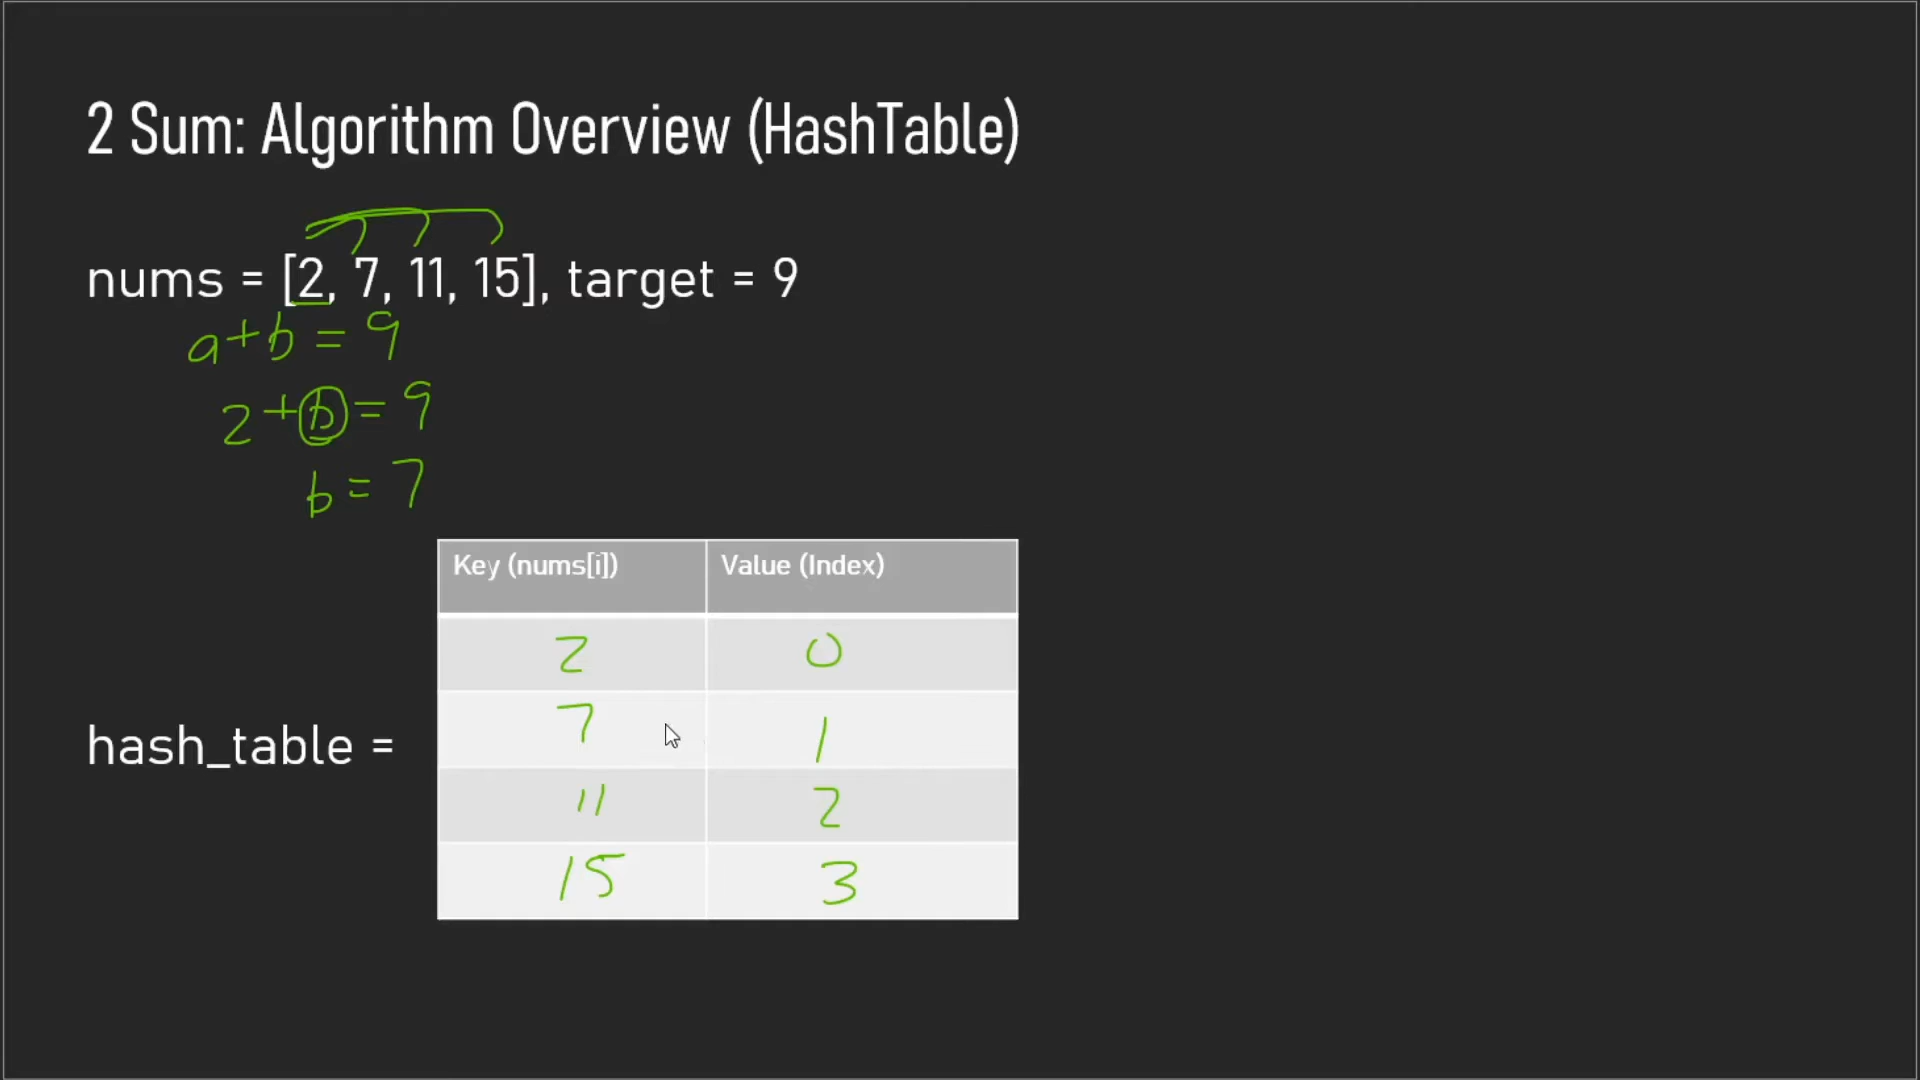 2 Sum: Algorithm Overview (HashTable)
nums = [2, 7, 11, 15], target = 9
a+b = 9
2+b = 9
b = 7
Key (nums[i]) Value (Index)
2 0
7 1
hash_table =
11 2
15 3